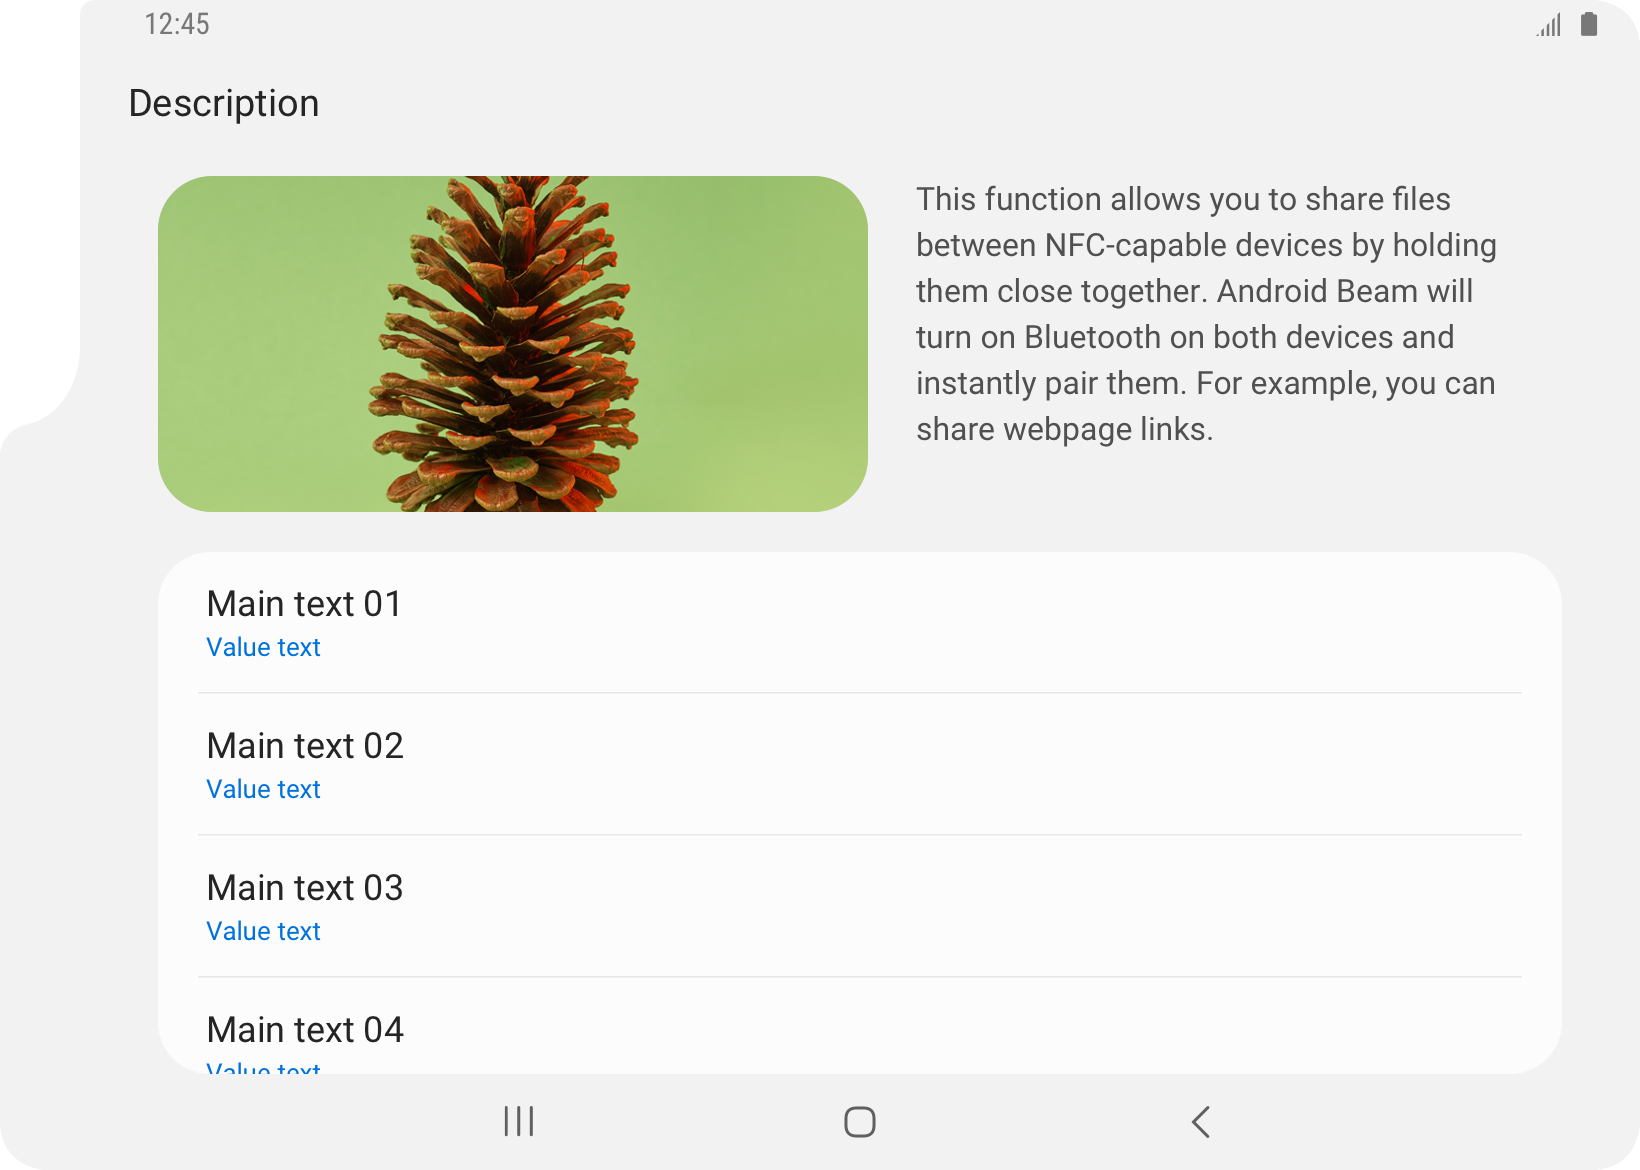 12:45
Description
This function allows you to share files
between NFC-capable devices by holding
them close together. Android Beam will
turn on Bluetooth on both devices and
instantly pair them. For example, you can
share webpage links.
Main text 01
Value text
Main text 02
Value text
Main text 03
Value text
Main text 04
Value text